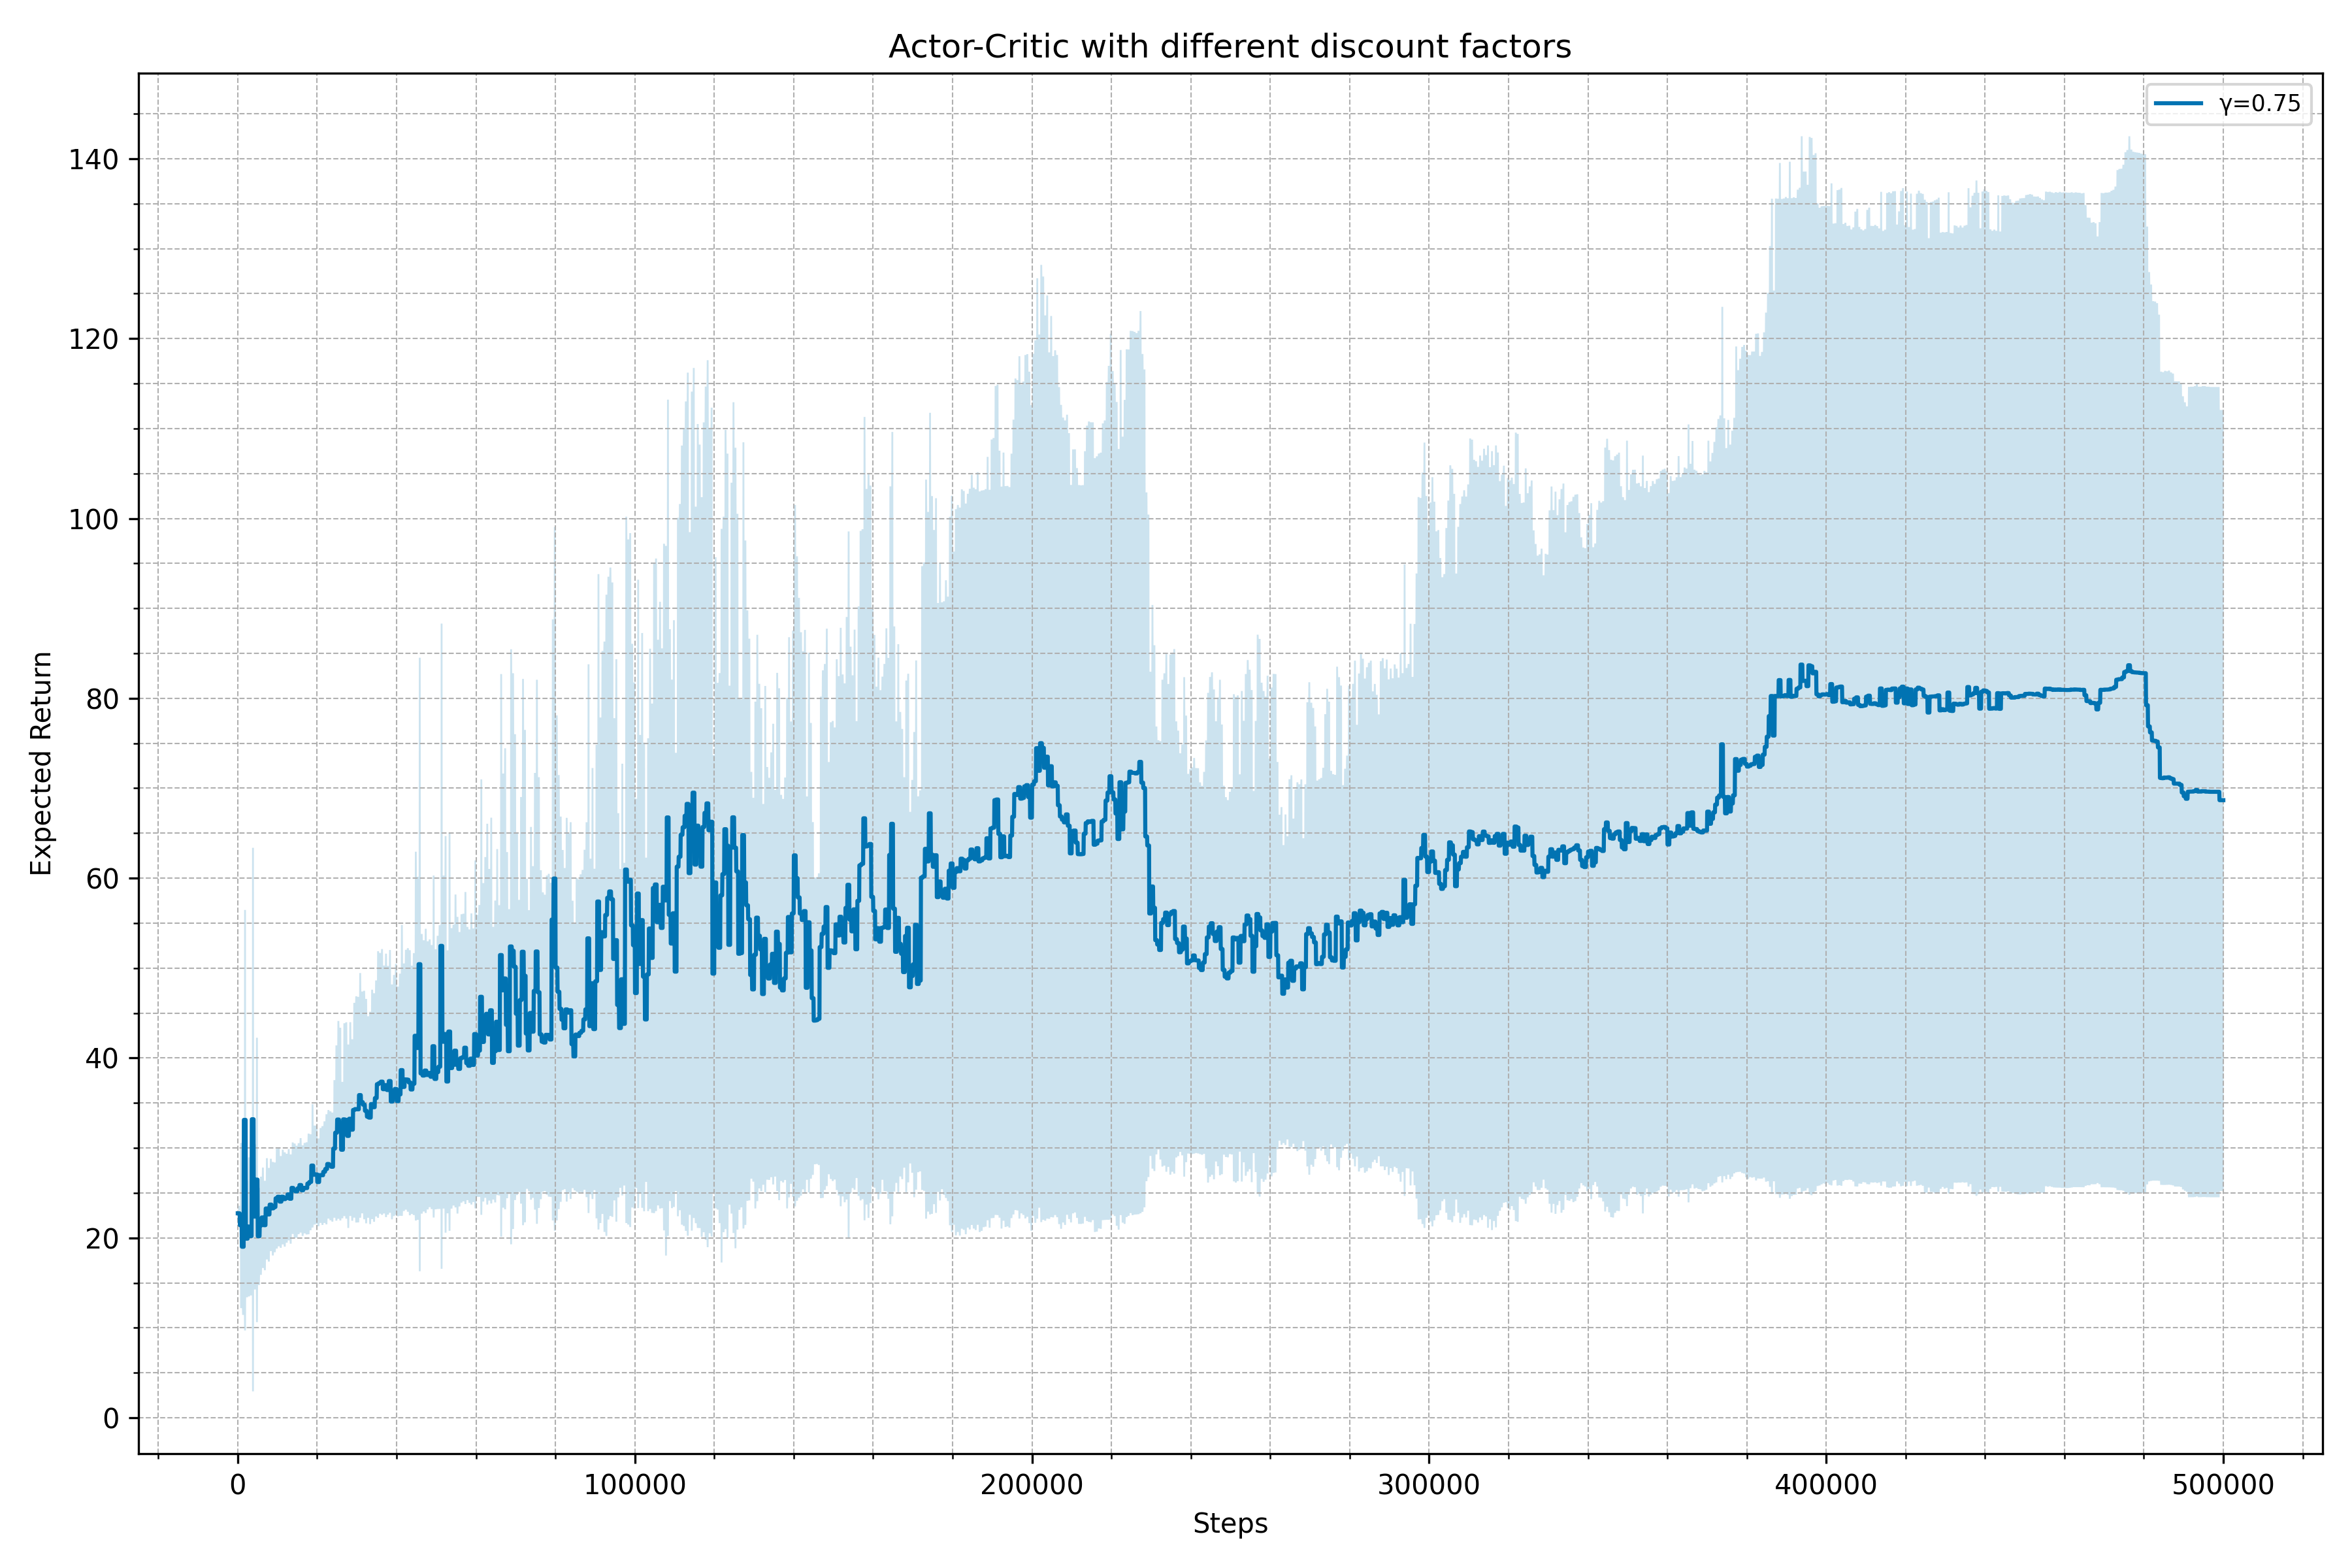 Actor-Critic with different discount factors
γ=0.75
Expected Return
140
120
100
80
60
40
20
0
0 100000 200000 300000 400000 500000
Steps